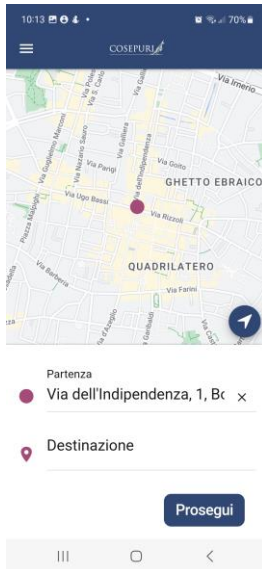 10:13
70%
COSEPURI
Via Irnerio
Via Polese
Via S. Carlo
Via Guglielmo Marconi
Via Nazario Sauro
Via Galliera
Via Parigi
Via dell'Indipendenza
Via Goito
GHETTO EBRAICO
Via Ugo Bassi
Via Rizzoli
Piazza Malpighi
Via Barberia
QUADRILATERO
Via Farini
Via d'Azeglio
Via Garibaldi
Partenza
Via dell'Indipendenza, 1, Bo
Destinazione
Prosegui